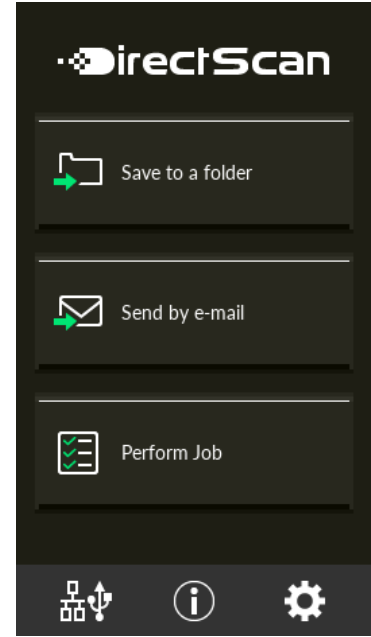 DirectScan
Save to a folder
Send by e-mail
Perform Job